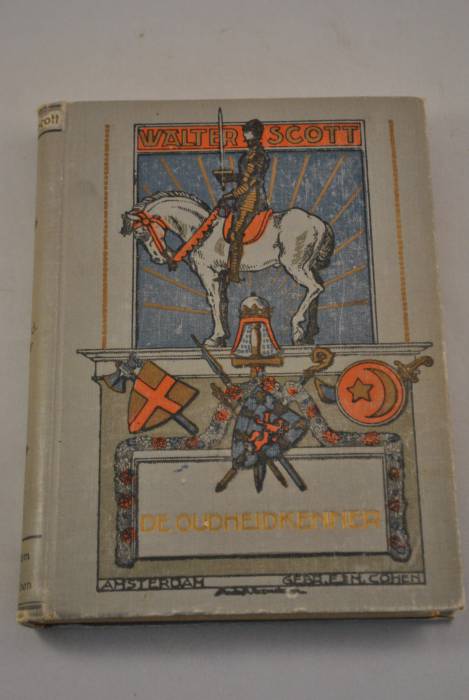 WALTER SCOTT
DE OUDHEIDKENNER
AMSTERDAM GEBR. E & M. COHEN